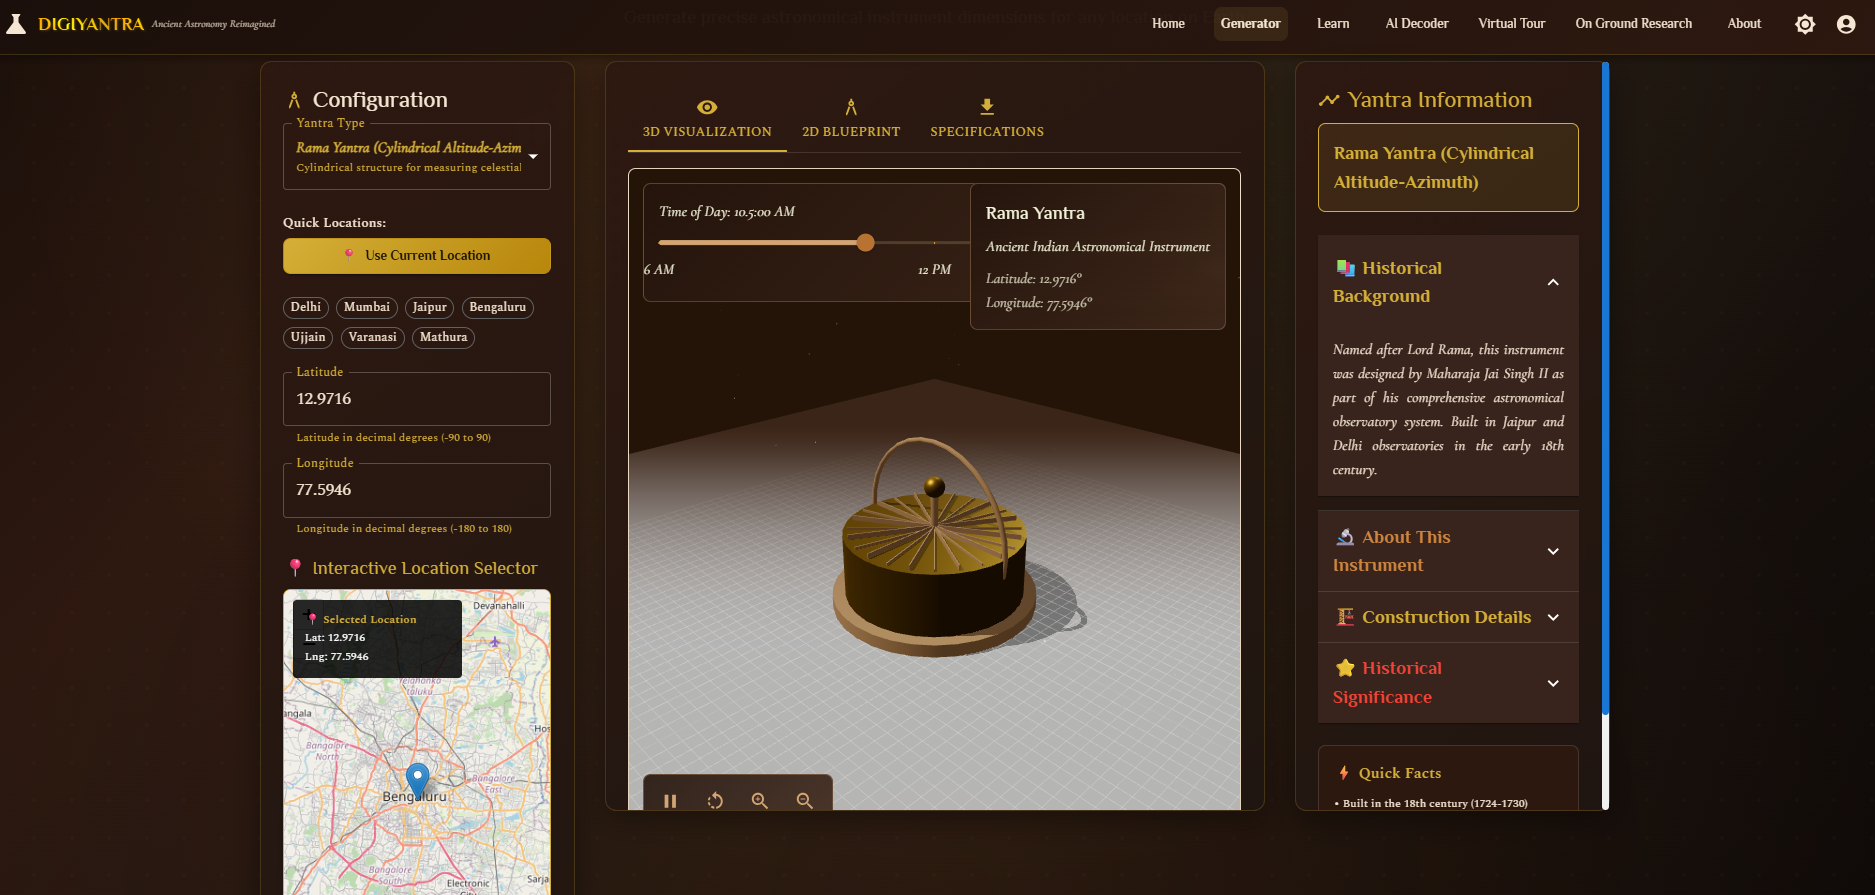 DIGIYANTRA
Ancient Astronomy Reimagined
Generate precise astronomical instrument dimensions for any
Home
Generator
Learn
AI Decoder
Virtual Tour
On Ground Research
About
Configuration
Yantra Type
Rama Yantra (Cylindrical Altitude-Azim
Cylindrical structure for measuring celestial
Quick Locations:
Use Current Location
Delhi
Mumbai
Jaipur
Bengaluru
Ujjain
Varanasi
Mathura
Latitude
12.9716
Latitude in decimal degrees (-90 to 90)
Longitude
77.5946
Longitude in decimal degrees (-180 to 180)
Interactive Location Selector
Selected Location
Lat: 12.9716
Lng: 77.5946
Devanahalli
Yelahanka
taluku
angala
Hos
Bangalore
North
Bangalore
East
Bengaluru
Bangalore
South
Electronic
City
Sarja
3D VISUALIZATION
2D BLUEPRINT
SPECIFICATIONS
Time of Day: 10.5:00 AM
6 AM
12 PM
Rama Yantra
Ancient Indian Astronomical Instrument
Latitude: 12.9716°
Longitude: 77.5946°
Yantra Information
Rama Yantra (Cylindrical
Altitude-Azimuth)
Historical
Background
Named after Lord Rama, this instrument
was designed by Maharaja Jai Singh II as
part of his comprehensive astronomical
observatory system. Built in Jaipur and
Delhi observatories in the early 18th
century.
About This
Instrument
Construction Details
Historical
Significance
Quick Facts
• Built in the 18th century (1724-1730)